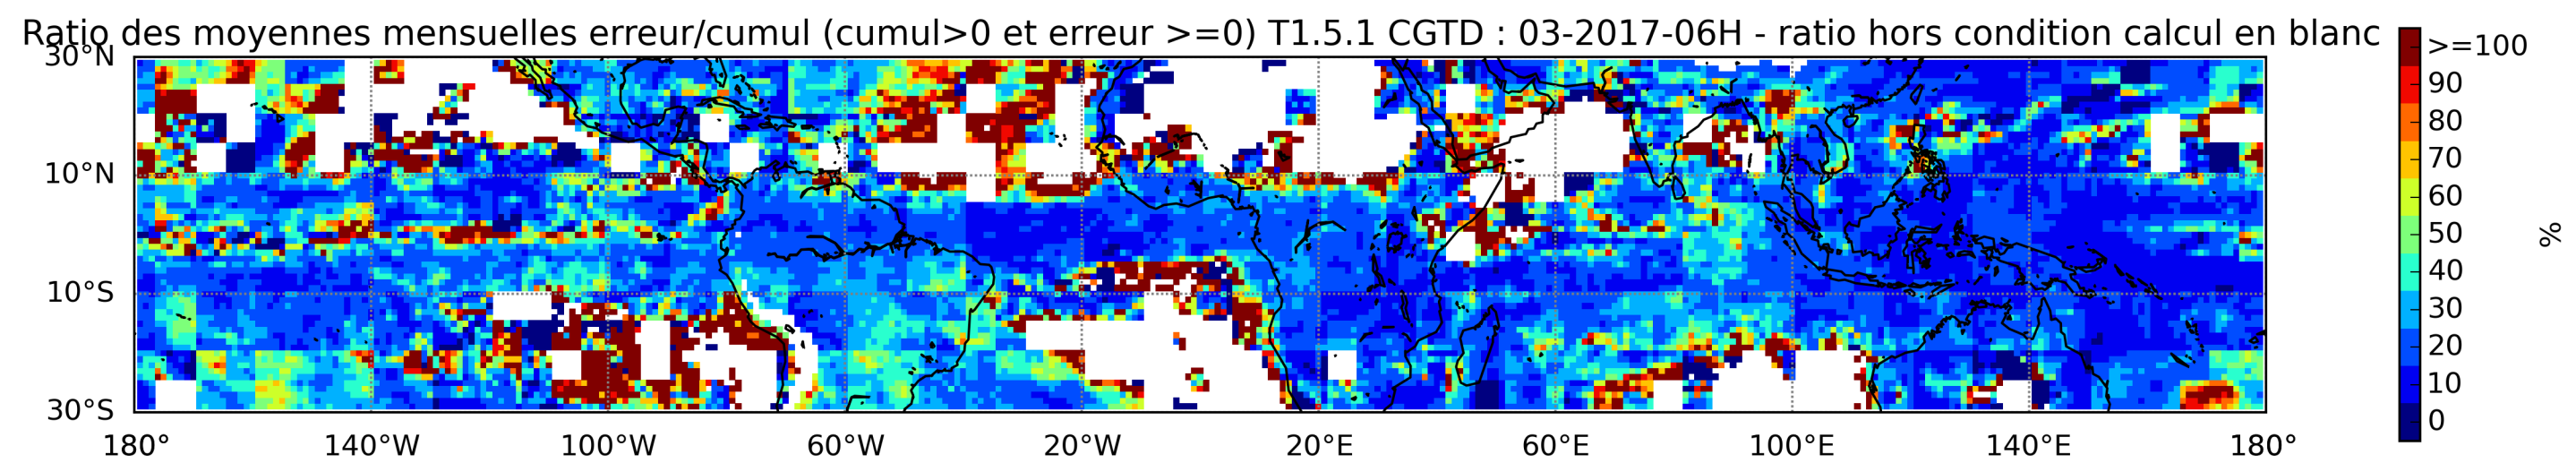 Ratio des moyennes mensuelles erreur/cumul (cumul>0 et erreur >=0) T1.5.1 CGTD : 03-2017-06H - ratio hors condition calcul en blanc
30°N
10°N
10°S
30°S
180°
140°W
100°W
60°W
20°W
20°E
60°E
100°E
140°E
180°
>=100
90
80
70
60
50
40
30
20
10
0
%